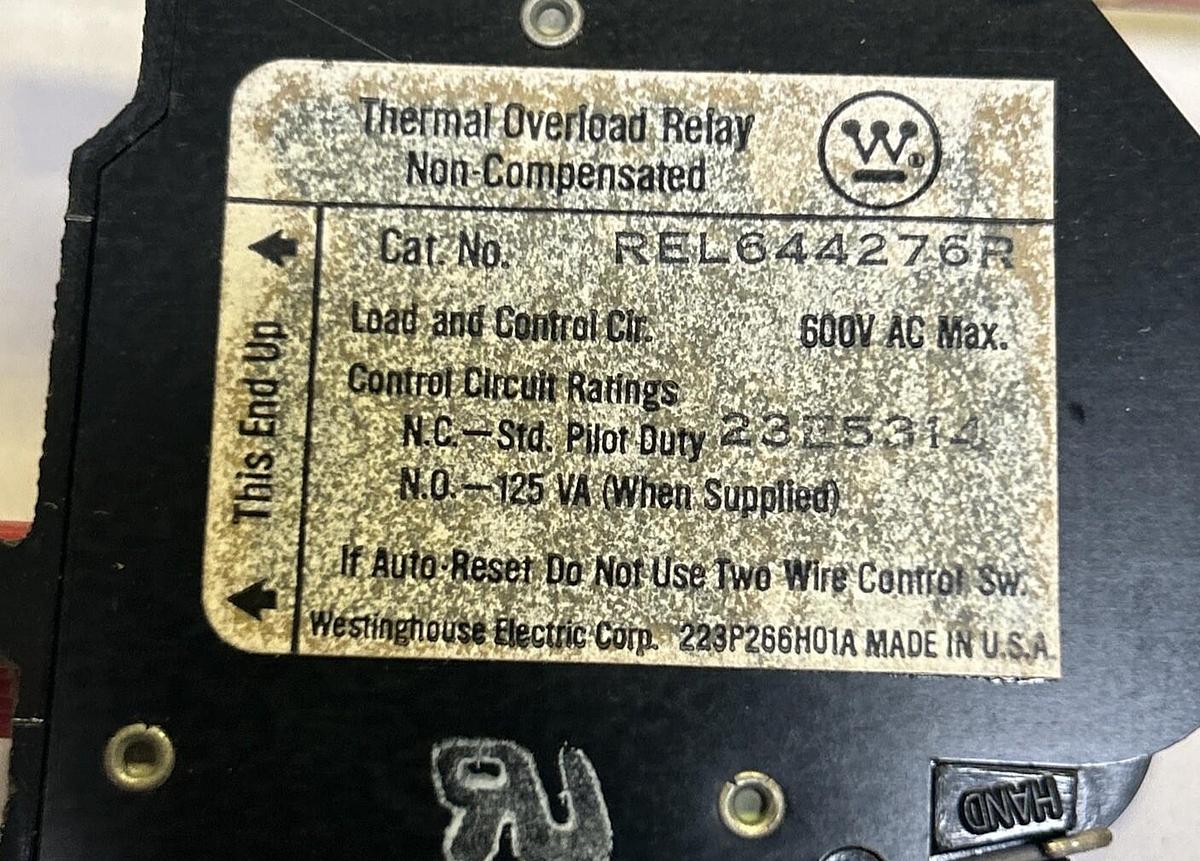 Thermal Overload Relay
Non-Compensated
W®
This End Up
Cat. No. REL644276R
Load and Control Cir. 600V AC Max.
Control Circuit Ratings
N.C.—Std. Pilot Duty 23E5314
N.O.—125 VA (When Supplied)
If Auto-Reset Do Not Use Two Wire Control Sw.
Westinghouse Electric Corp. 223P266H01A MADE IN U.S.A.
HAND